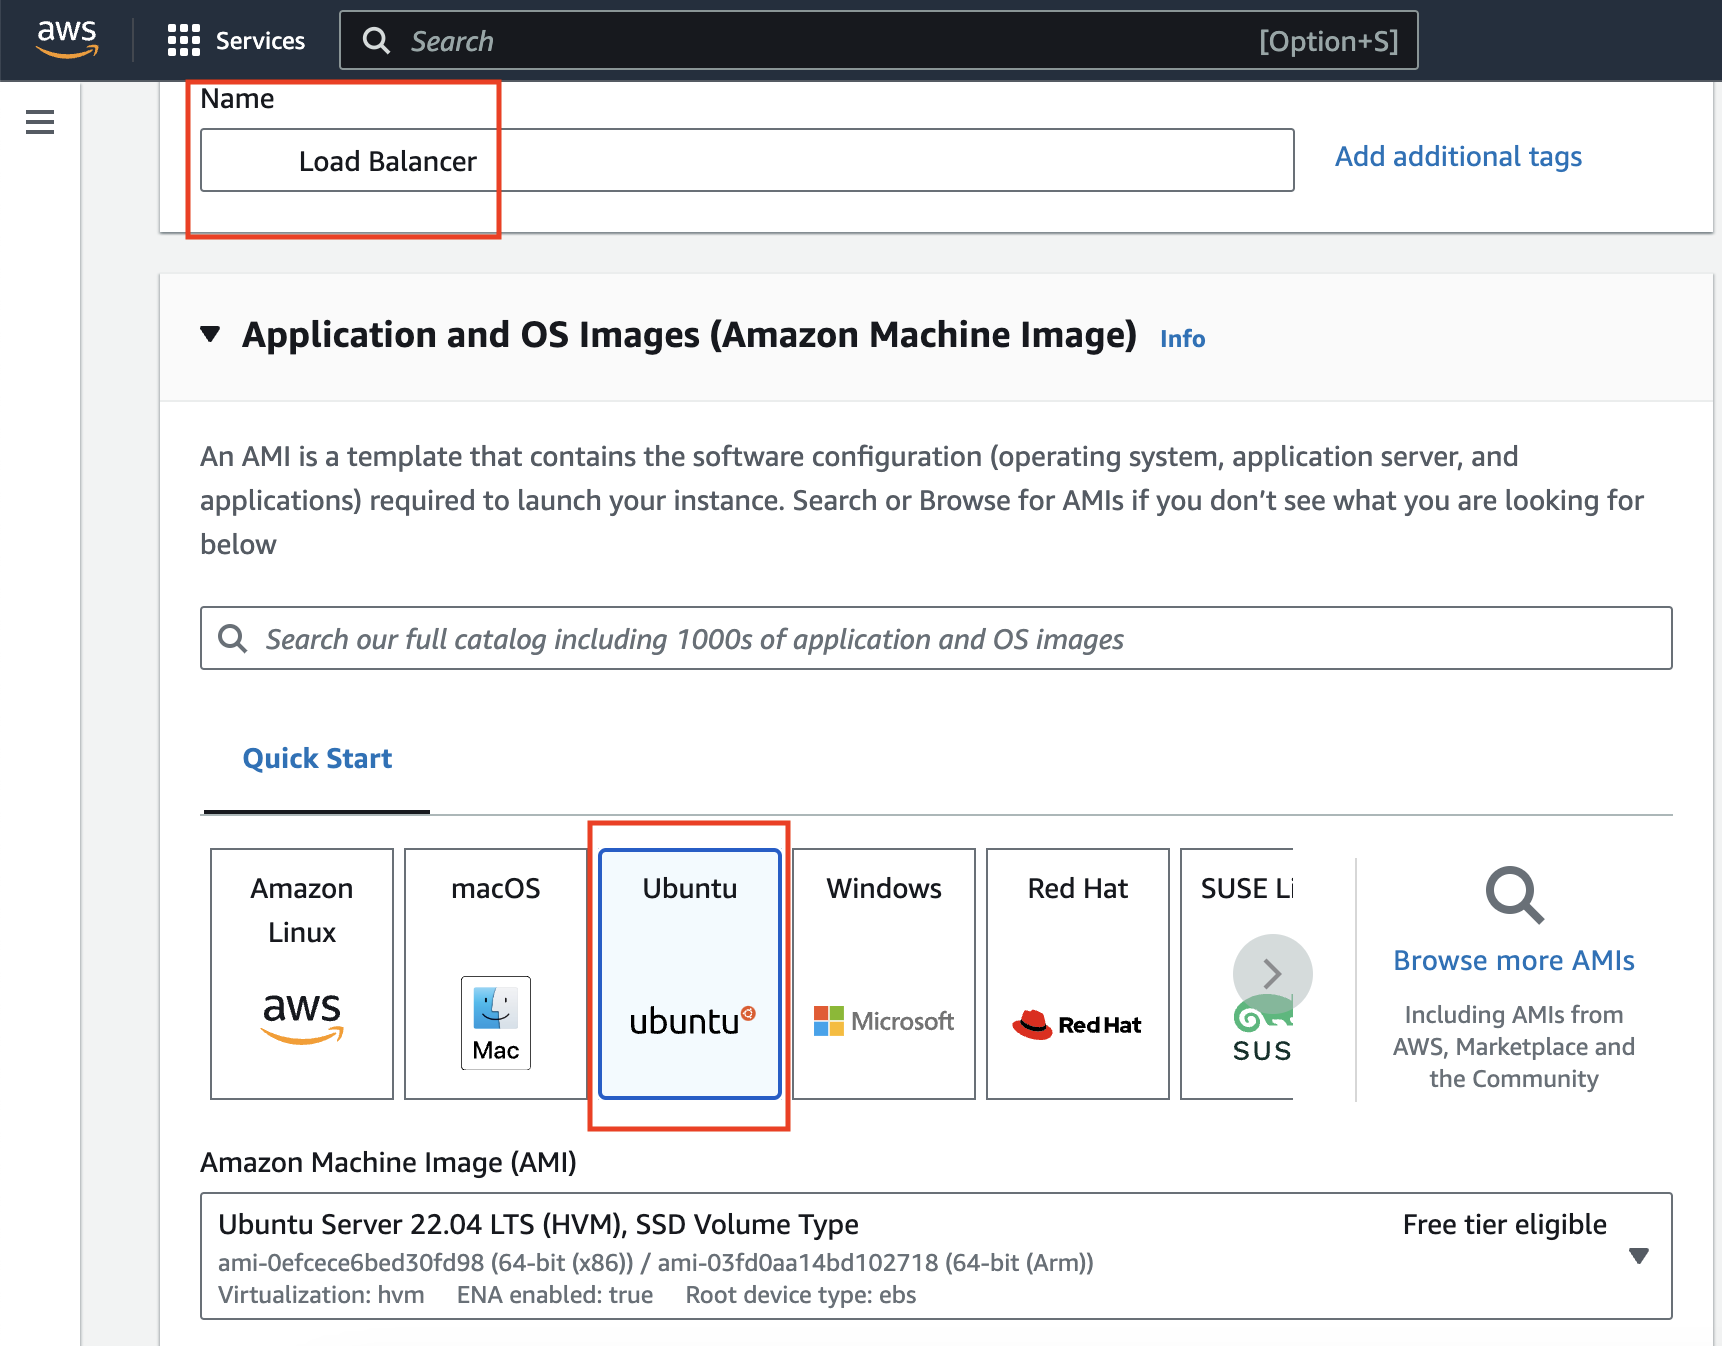 aws
Services
Search
[Option+S]
Name
Load Balancer
Add additional tags
Application and OS Images (Amazon Machine Image)
Info
An AMI is a template that contains the software configuration (operating system, application server, and
applications) required to launch your instance. Search or Browse for AMIs if you don’t see what you are looking for
below
Search our full catalog including 1000s of application and OS images
Quick Start
Amazon
Linux
aws
macOS
Mac
Ubuntu
ubuntu
Windows
Microsoft
Red Hat
Red Hat
SUSE Li
SUS
Browse more AMIs
Including AMIs from
AWS, Marketplace and
the Community
Amazon Machine Image (AMI)
Ubuntu Server 22.04 LTS (HVM), SSD Volume Type
Free tier eligible
ami-0efcece6bed30fd98 (64-bit (x86)) / ami-03fd0aa14bd102718 (64-bit (Arm))
Virtualization: hvm ENA enabled: true Root device type: ebs